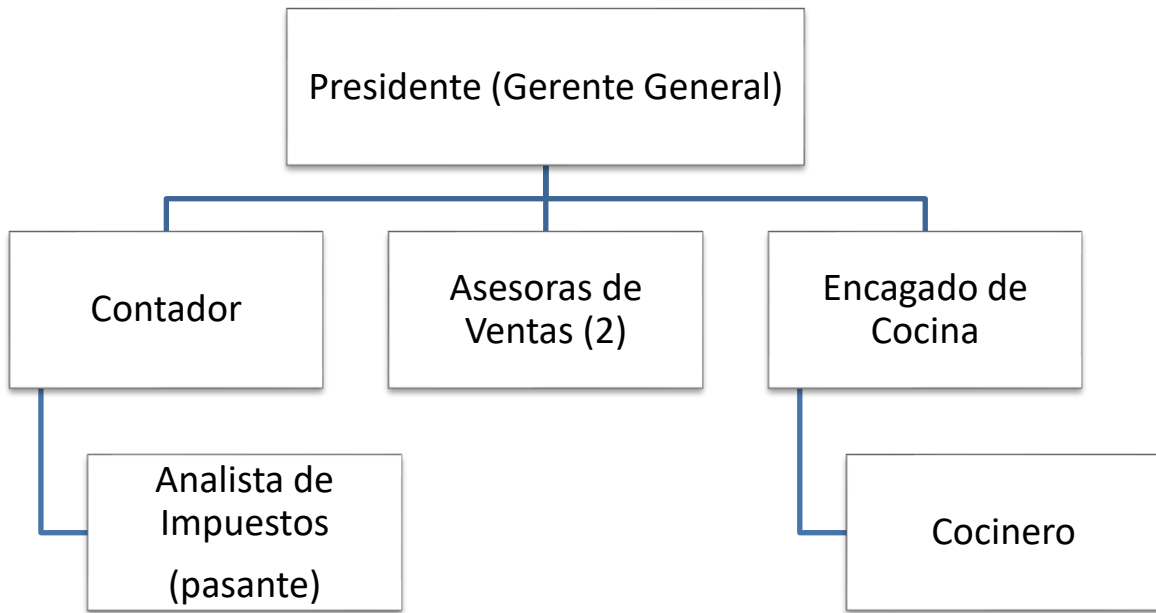 Presidente (Gerente General)
Contador
Asesoras de
Ventas (2)
Encagado de
Cocina
Analista de
Impuestos
(pasante)
Cocinero